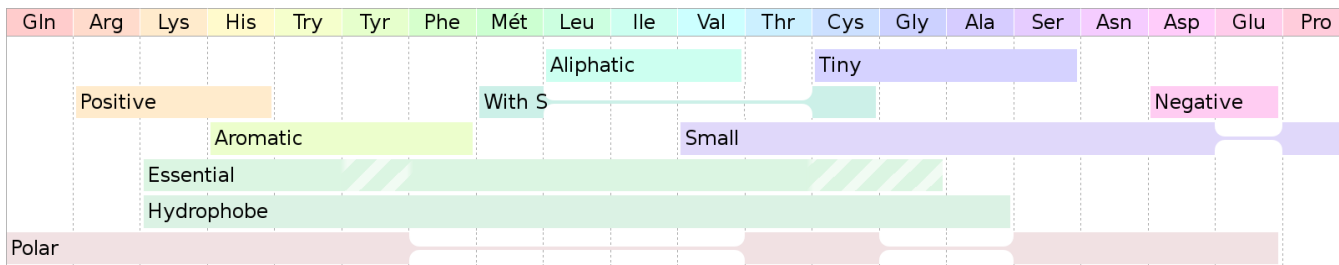 Gln Arg Lys His Try Tyr Phe Mét Leu Ile Val Thr Cys Gly Ala Ser Asn Asp Glu Pro
Aliphatic Tiny
Positive With S Negative
Aromatic Small
Essential
Hydrophobe
Polar